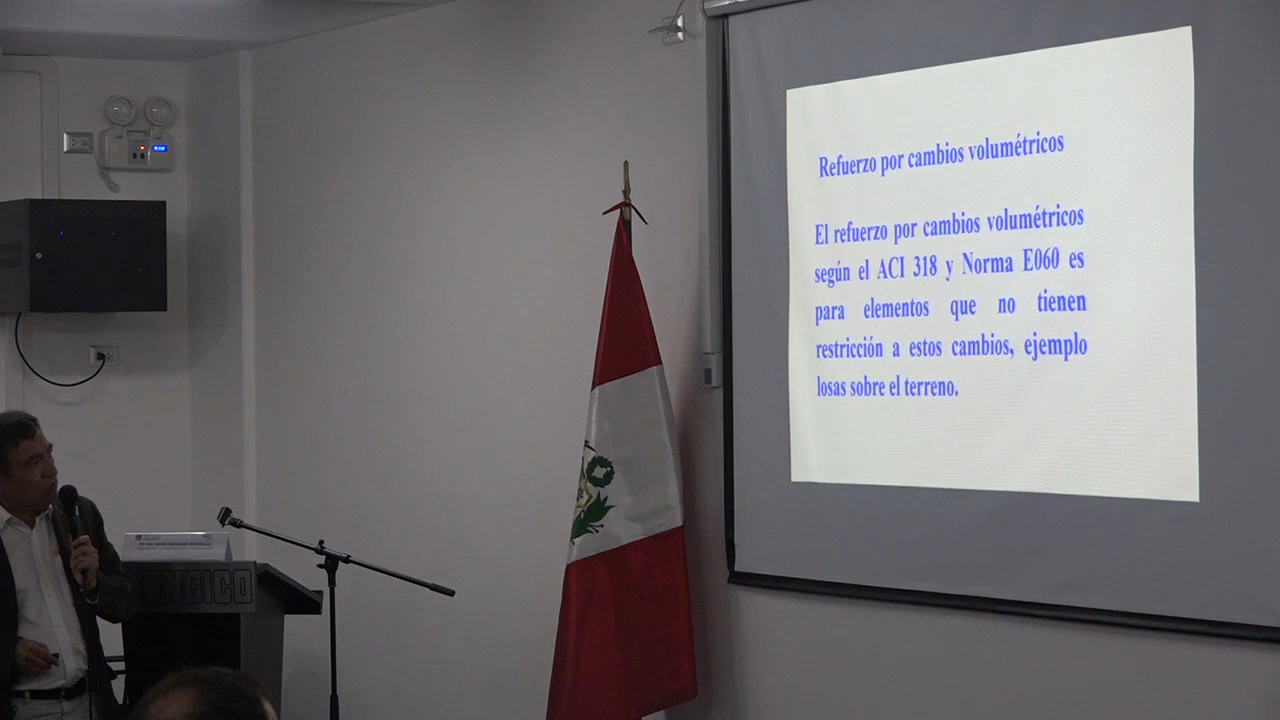 Refuerzo por cambios volumétricos
El refuerzo por cambios volumétricos
según el ACI 318 y Norma E060 es
para elementos que no tienen
restricción a estos cambios, ejemplo
losas sobre el terreno.
ENCICO